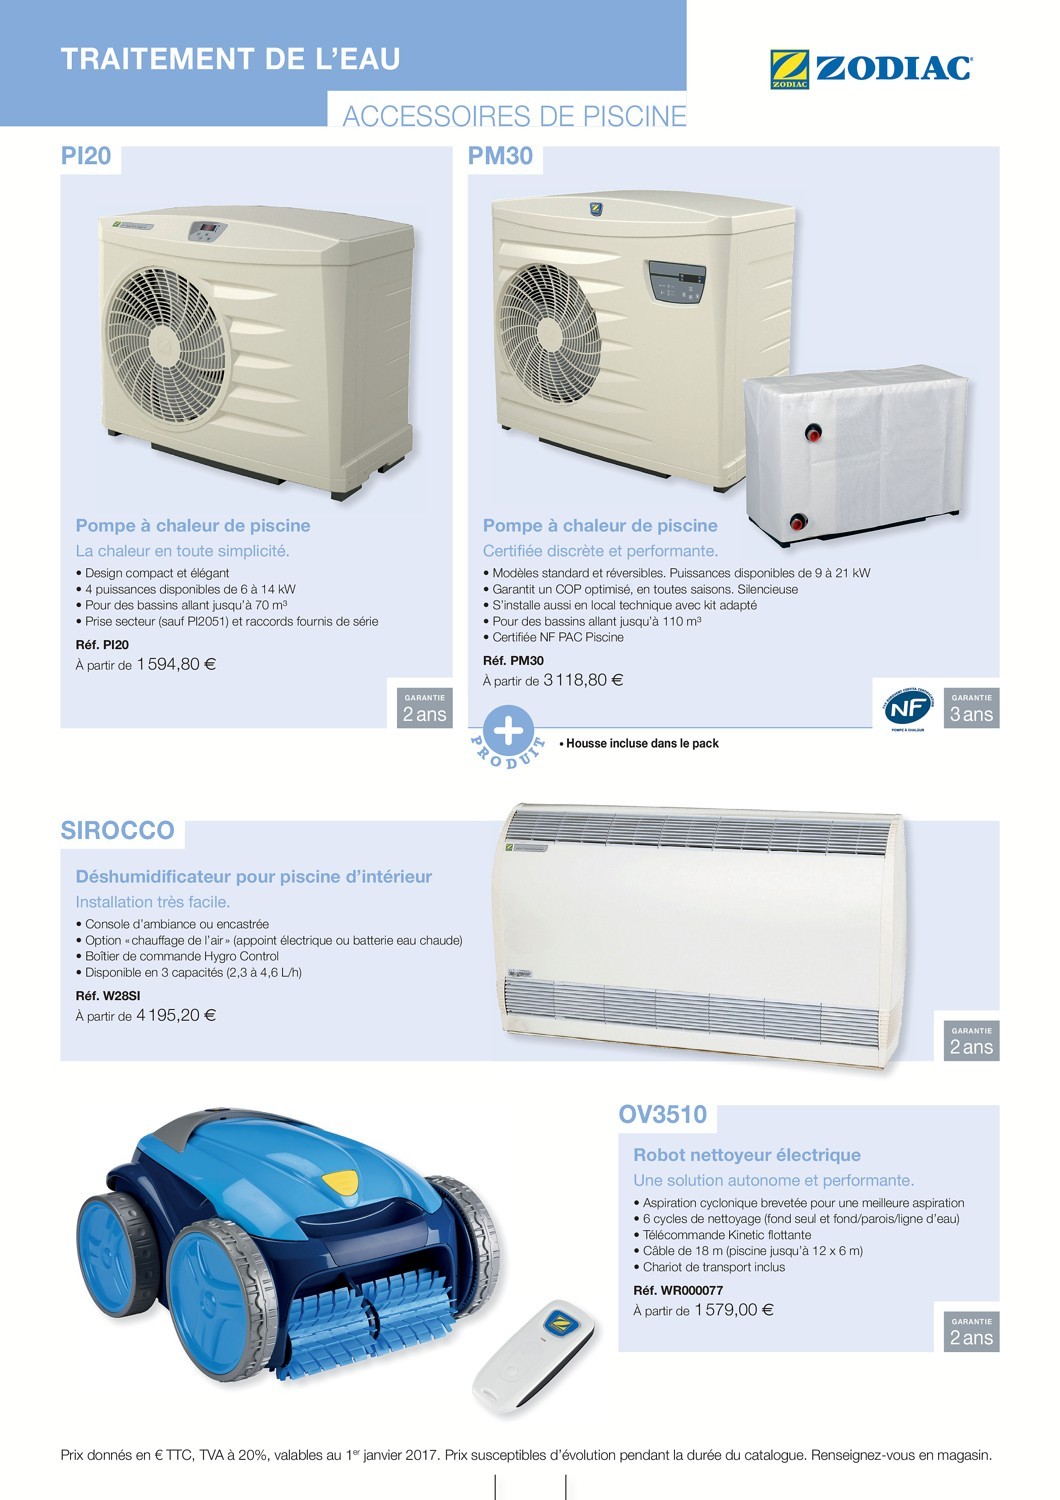 TRAITEMENT DE L'EAU
ZODIAC
ZODIAC
ACCESSOIRES DE PISCINE
PI20
Pompe à chaleur de piscine
La chaleur en toute simplicité.
• Design compact et élégant
• 4 puissances disponibles de 6 à 14 kW
• Pour des bassins allant jusqu'à 70 m³
• Prise secteur (sauf PI2051) et raccords fournis de série
Réf. PI20
À partir de 1 594,80 €
GARANTIE
2 ans
PM30
Pompe à chaleur de piscine
Certifiée discrète et performante.
• Modèles standard et réversibles. Puissances disponibles de 9 à 21 kW
• Garantit un COP optimisé, en toutes saisons. Silencieuse
• S'installe aussi en local technique avec kit adapté
• Pour des bassins allant jusqu'à 110 m³
• Certifiée NF PAC Piscine
Réf. PM30
À partir de 3 118,80 €
NF
POMPE À CHALEUR
GARANTIE
3 ans
PRODUIT
• Housse incluse dans le pack
SIROCCO
Déshumidificateur pour piscine d'intérieur
Installation très facile.
• Console d'ambiance ou encastrée
• Option « chauffage de l'air » (appoint électrique ou batterie eau chaude)
• Boîtier de commande Hygro Control
• Disponible en 3 capacités (2,3 à 4,6 L/h)
Réf. W28SI
À partir de 4 195,20 €
GARANTIE
2 ans
OV3510
Robot nettoyeur électrique
Une solution autonome et performante.
• Aspiration cyclonique brevetée pour une meilleure aspiration
• 6 cycles de nettoyage (fond seul et fond/parois/ligne d'eau)
• Télécommande Kinetic flottante
• Câble de 18 m (piscine jusqu'à 12 x 6 m)
• Chariot de transport inclus
Réf. WR000077
À partir de 1 579,00 €
GARANTIE
2 ans
Prix donnés en € TTC, TVA à 20%, valables au 1er janvier 2017. Prix susceptibles d'évolution pendant la durée du catalogue. Renseignez-vous en magasin.